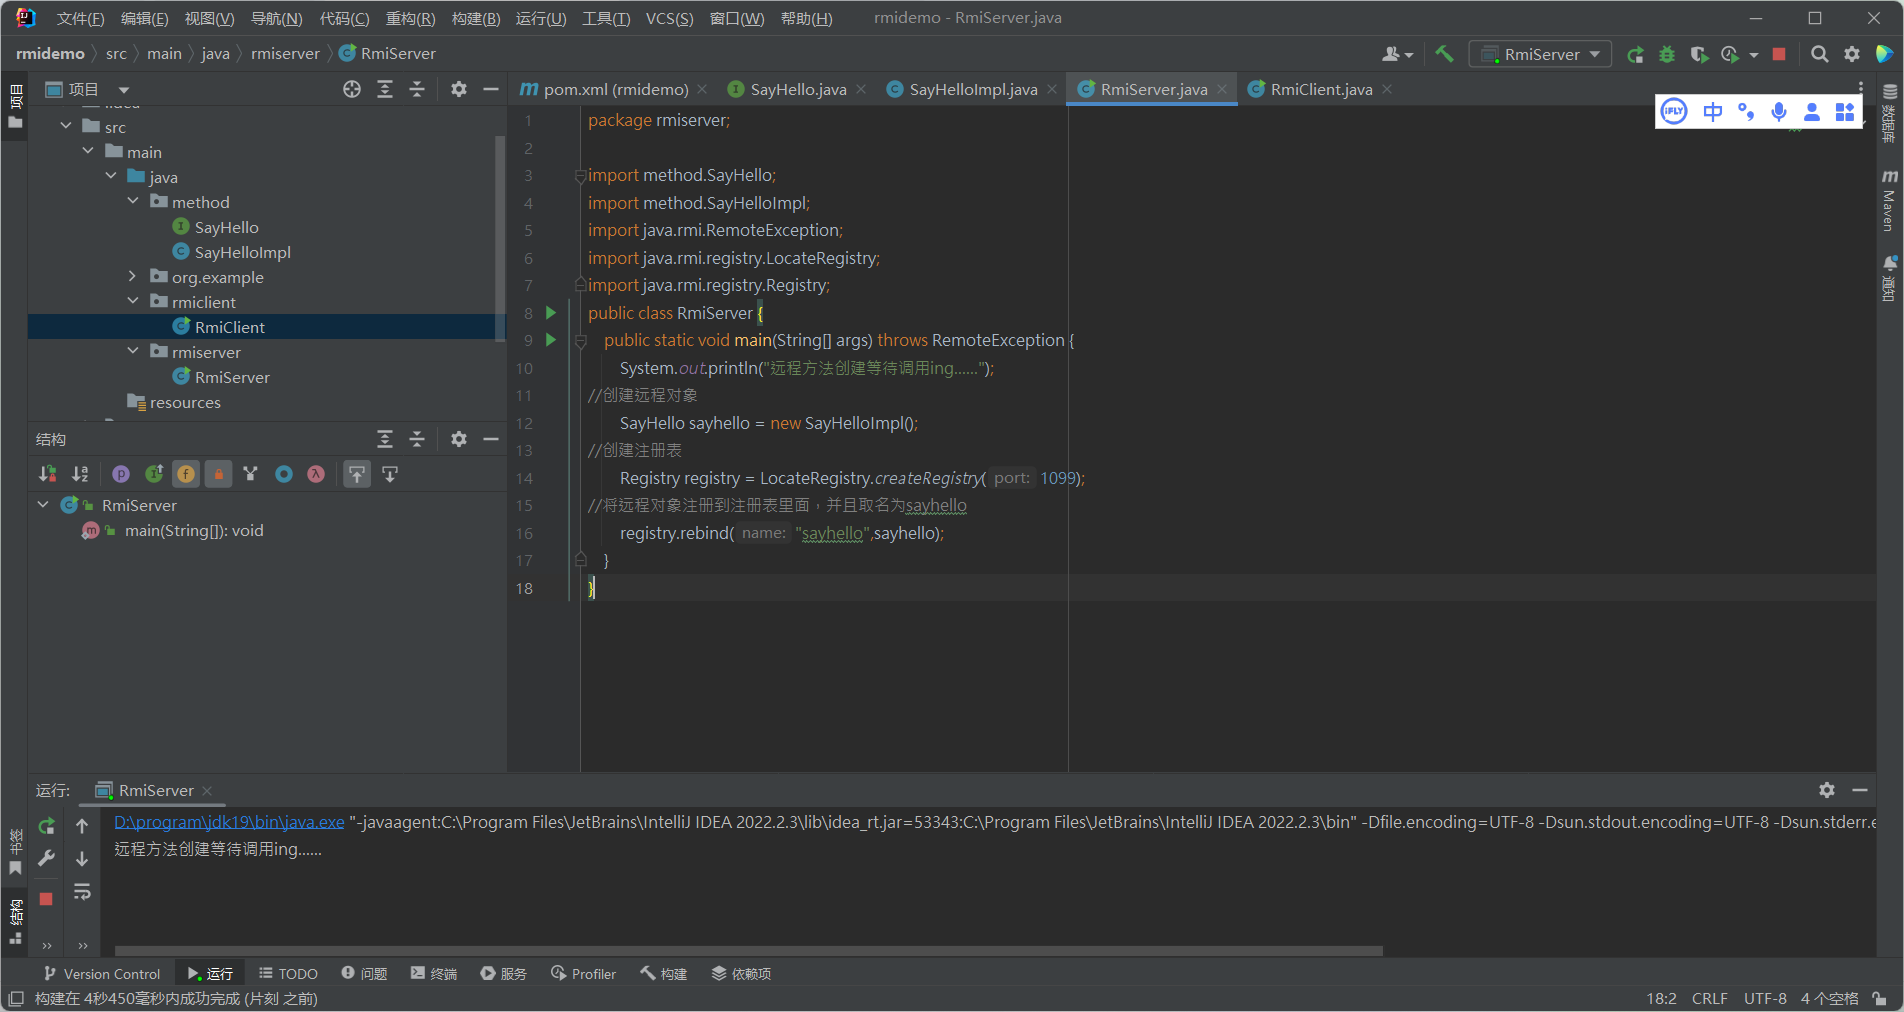 文件(F) 编辑(E) 视图(V) 导航(N) 代码(C) 重构(R) 构建(B) 运行(U) 工具(T) VCS(S) 窗口(W) 帮助(H) rmidemo - RmiServer.java
rmidemo src main java rmiserver RmiServer
RmiServer
项目
项目
pom.xml (rmidemo) SayHello.java SayHelloImpl.java RmiServer.java RmiClient.java
iFLY 中
src
main
java
method
SayHello
SayHelloImpl
org.example
rmiclient
RmiClient
rmiserver
RmiServer
resources
结构
RmiServer
main(String[]): void
1 package rmiserver;
2
3 import method.SayHello;
4 import method.SayHelloImpl;
5 import java.rmi.RemoteException;
6 import java.rmi.registry.LocateRegistry;
7 import java.rmi.registry.Registry;
8 public class RmiServer {
9 public static void main(String[] args) throws RemoteException {
10 System.out.println("远程方法创建等待调用ing......");
11 //创建远程对象
12 SayHello sayhello = new SayHelloImpl();
13 //创建注册表
14 Registry registry = LocateRegistry.createRegistry( port: 1099);
15 //将远程对象注册到注册表里面，并且取名为sayhello
16 registry.rebind( name: "sayhello",sayhello);
17 }
18 }
数据库
Maven
通知
运行: RmiServer
D:\program\jdk19\bin\java.exe "-javaagent:C:\Program Files\JetBrains\IntelliJ IDEA 2022.2.3\lib\idea_rt.jar=53343:C:\Program Files\JetBrains\IntelliJ IDEA 2022.2.3\bin" -Dfile.encoding=UTF-8 -Dsun.stdout.encoding=UTF-8 -Dsun.stderr.e
远程方法创建等待调用ing......
书签
结构
Version Control 运行 TODO 问题 终端 服务 Profiler 构建 依赖项
构建在 4秒450毫秒内成功完成 (片刻 之前) 18:2 CRLF UTF-8 4 个空格